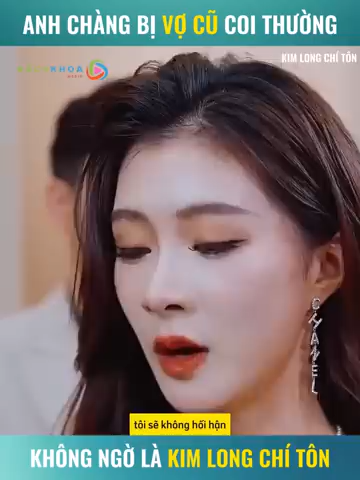 ANH CHÀNG BỊ VỢ CŨ COI THƯỜNG
KIM LONG CHÍ TÔN
KHOA
CHANEL
tôi sẽ không hối hận
KHÔNG NGỜ LÀ KIM LONG CHÍ TÔN